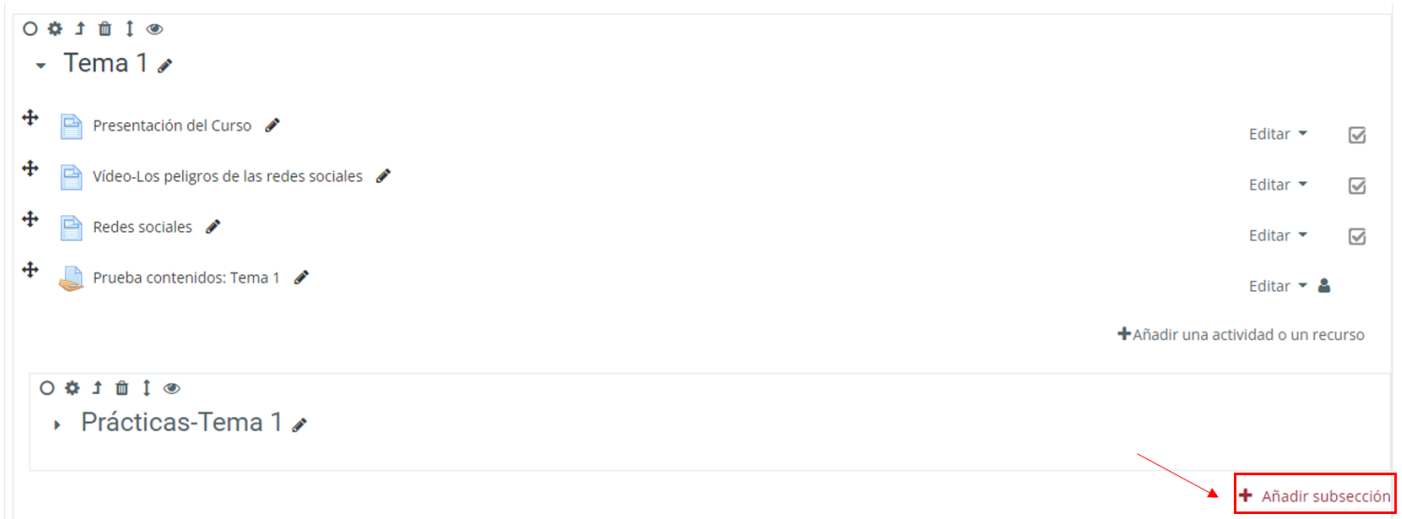 Tema 1
Presentación del Curso
Editar
Vídeo-Los peligros de las redes sociales
Editar
Redes sociales
Editar
Prueba contenidos: Tema 1
Editar
+Añadir una actividad o un recurso
Prácticas-Tema 1
+ Añadir subsección